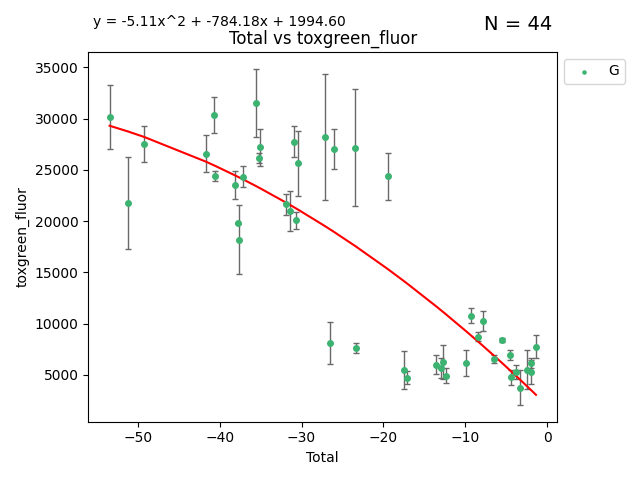 y = -5.11x^2 + -784.18x + 1994.60
N = 44
Total vs toxgreen_fluor
G
35000
30000
25000
20000
15000
10000
5000
toxgreen_fluor
−50
−40
−30
−20
−10
0
Total